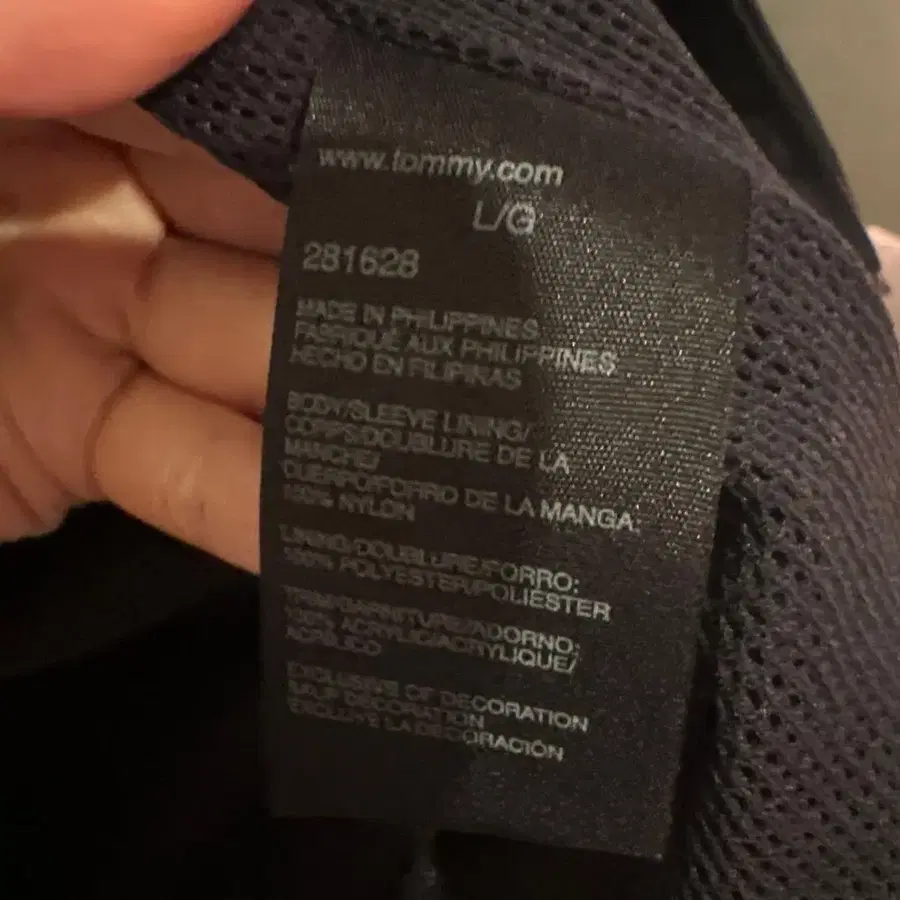 www.tommy.com
L/G
281628
MADE IN PHILIPPINES
FABRIQUE AUX PHILIPPINES
HECHO EN FILIPINAS
BODY/SLEEVE LINING/
CORPS/DOUBLURE DE LA
MANCHE/
CUERPO/FORRO DE LA MANGA:
100% NYLON
LINING/DOUBLURE/FORRO:
100% POLYESTER/POLIÉSTER
TRIM/GARNITURE/ADORNO:
100% ACRYLIC/ACRYLIQUE/
ACRÍLICO
EXCLUSIVE OF DECORATION
SAUF DÉCORATION
EXCLUYE LA DECORACIÓN